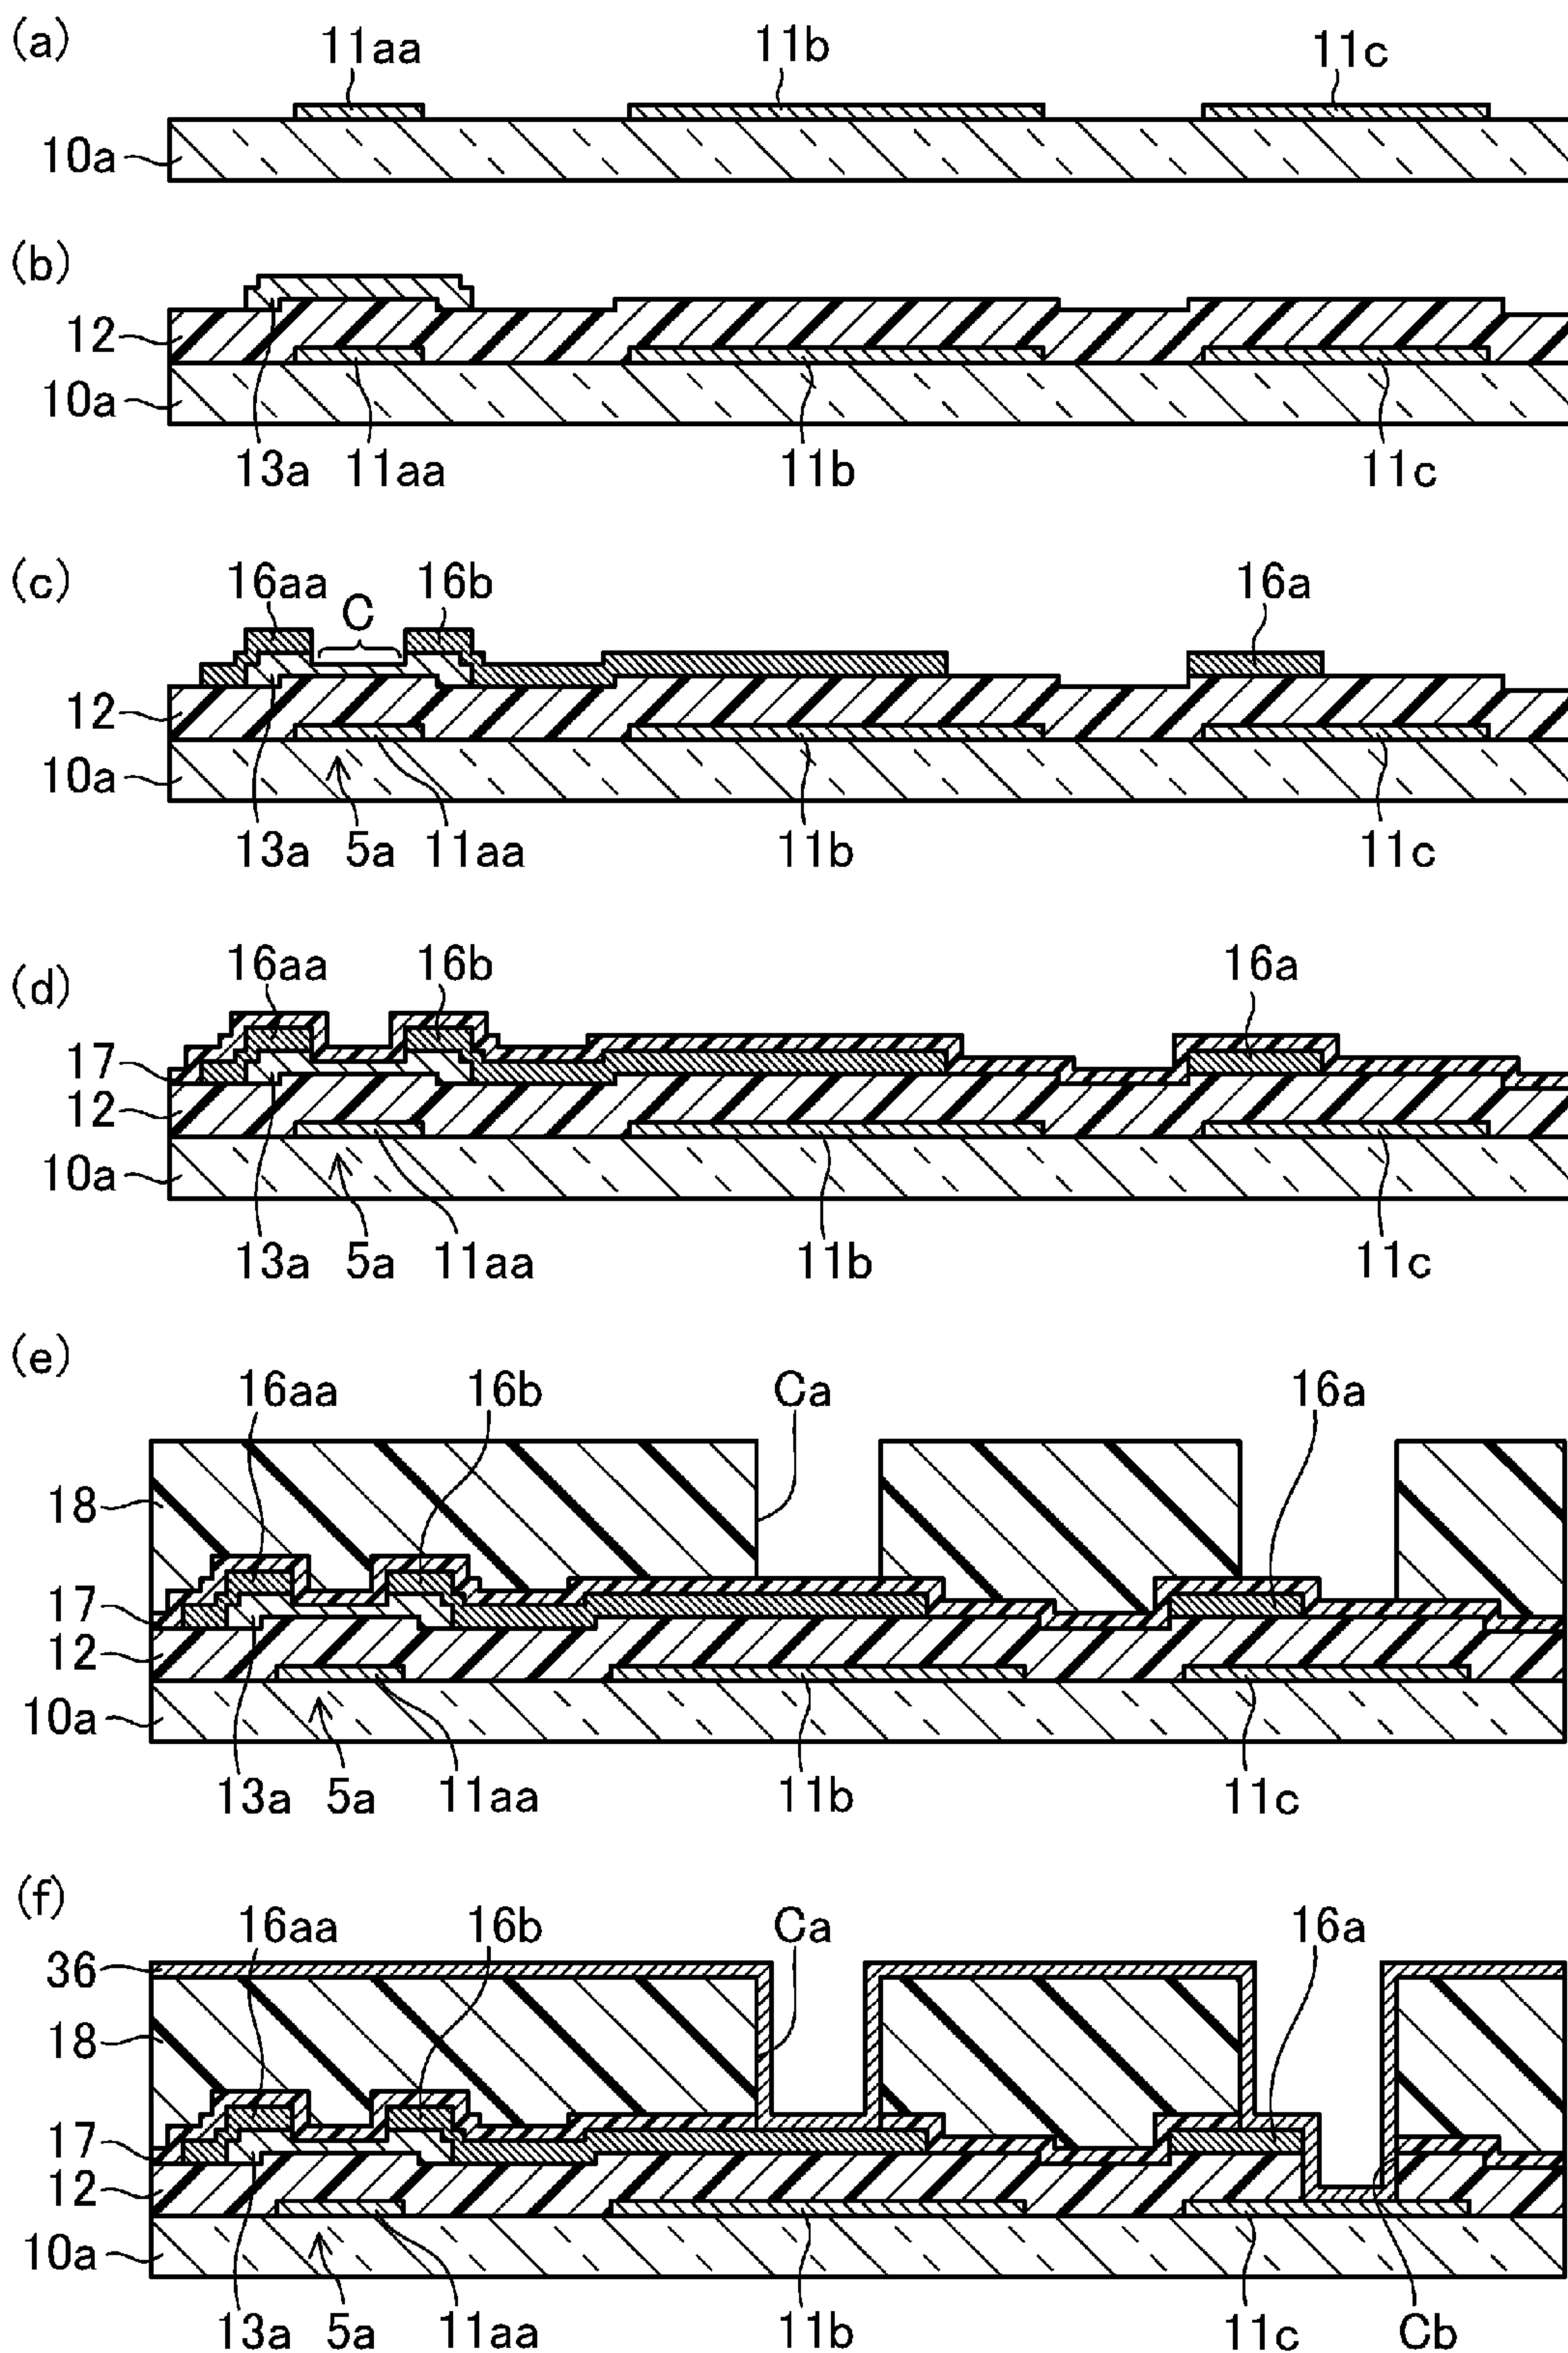 (a)
11aa 11b 11c
10a
(b)
12
10a
13a 11aa 11b 11c
(c)
16aa C 16b 16a
12
10a
13a 5a 11aa 11b 11c
(d)
16aa 16b 16a
17
12
10a
13a 5a 11aa 11b 11c
(e)
16aa 16b Ca 16a
18
17
12
10a
13a 5a 11aa 11b 11c
(f)
16aa 16b Ca 16a
36
18
17
12
10a
13a 5a 11aa 11b 11c Cb